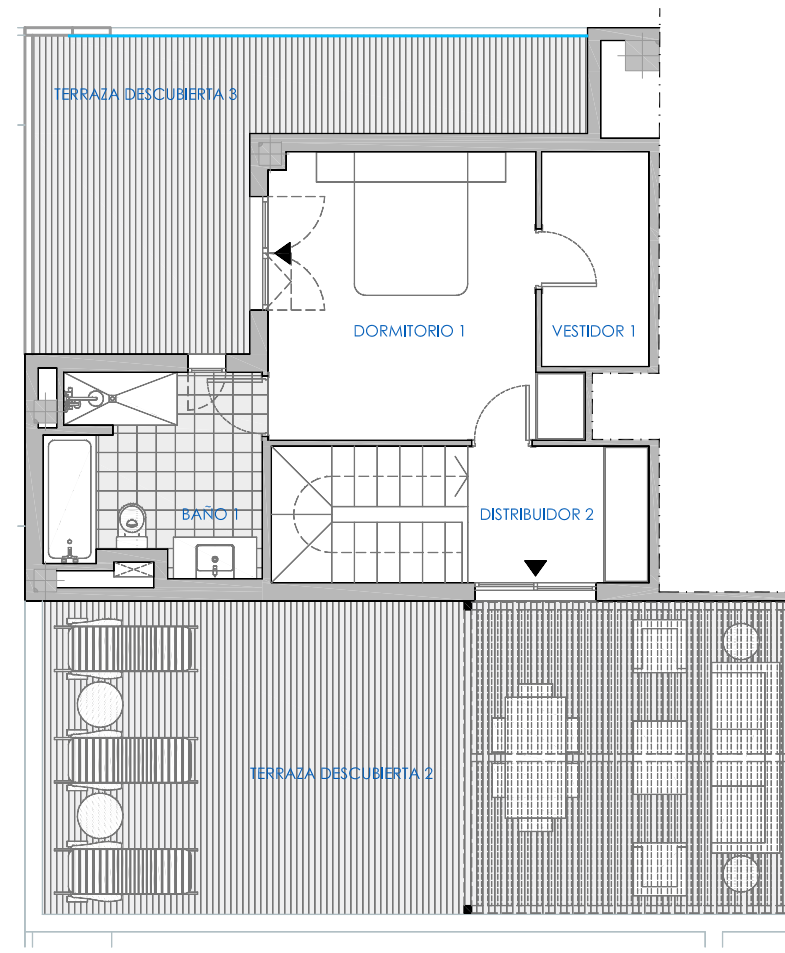 TERRAZA DESCUBIERTA 3
DORMITORIO 1
VESTIDOR 1
BAÑO 1
DISTRIBUIDOR 2
TERRAZA DESCUBIERTA 2